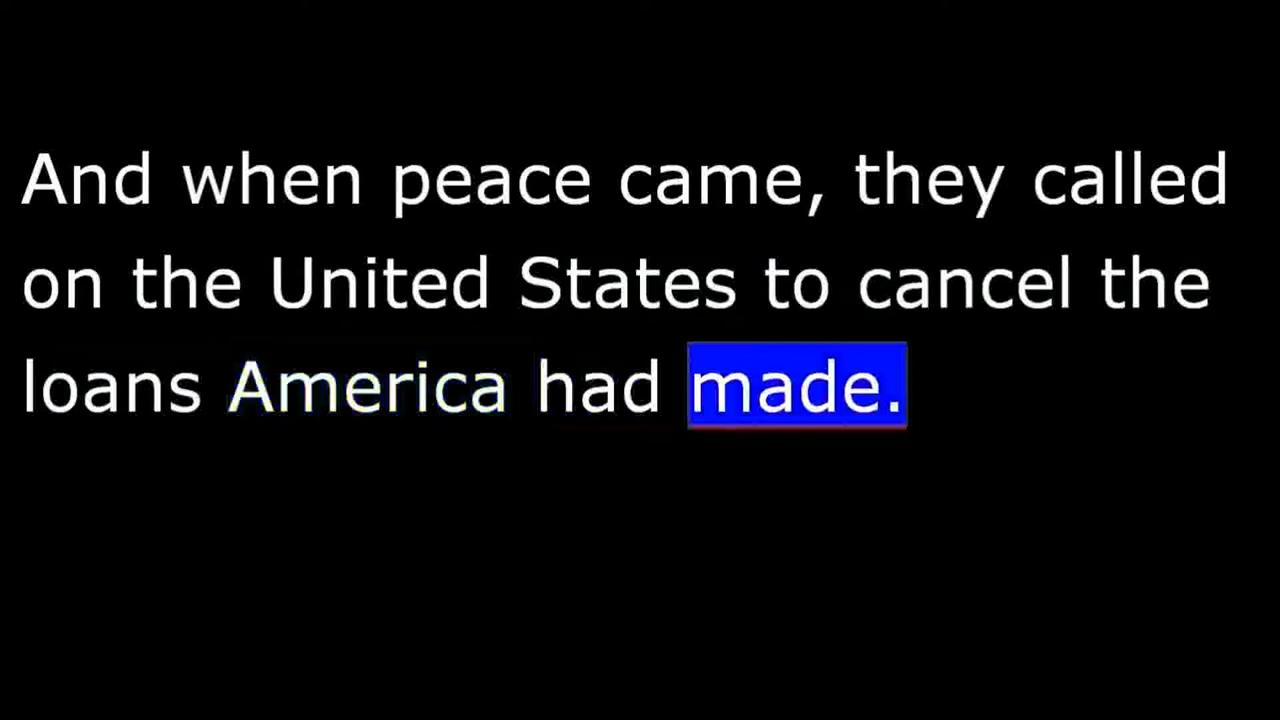 And when peace came, they called
on the United States to cancel the
loans America had made.